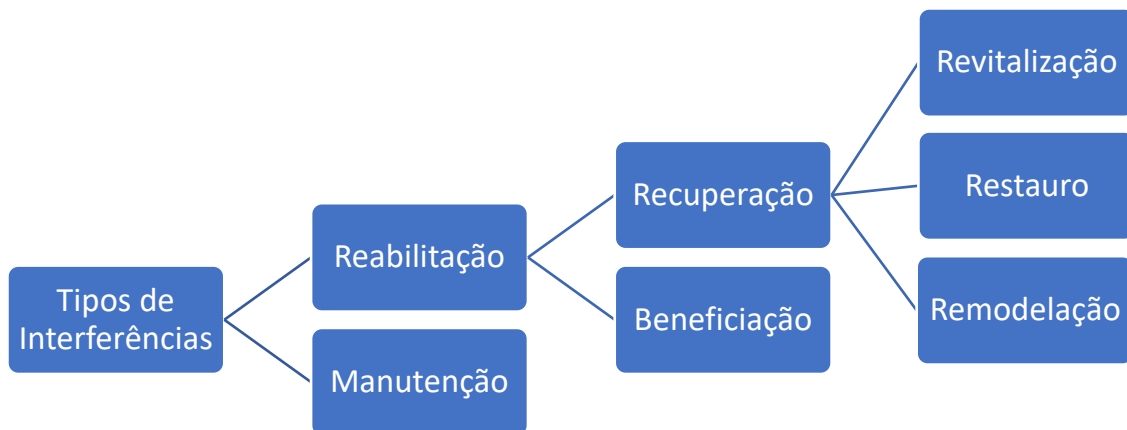 Tipos de
Interferências
Reabilitação
Manutenção
Recuperação
Beneficiação
Revitalização
Restauro
Remodelação